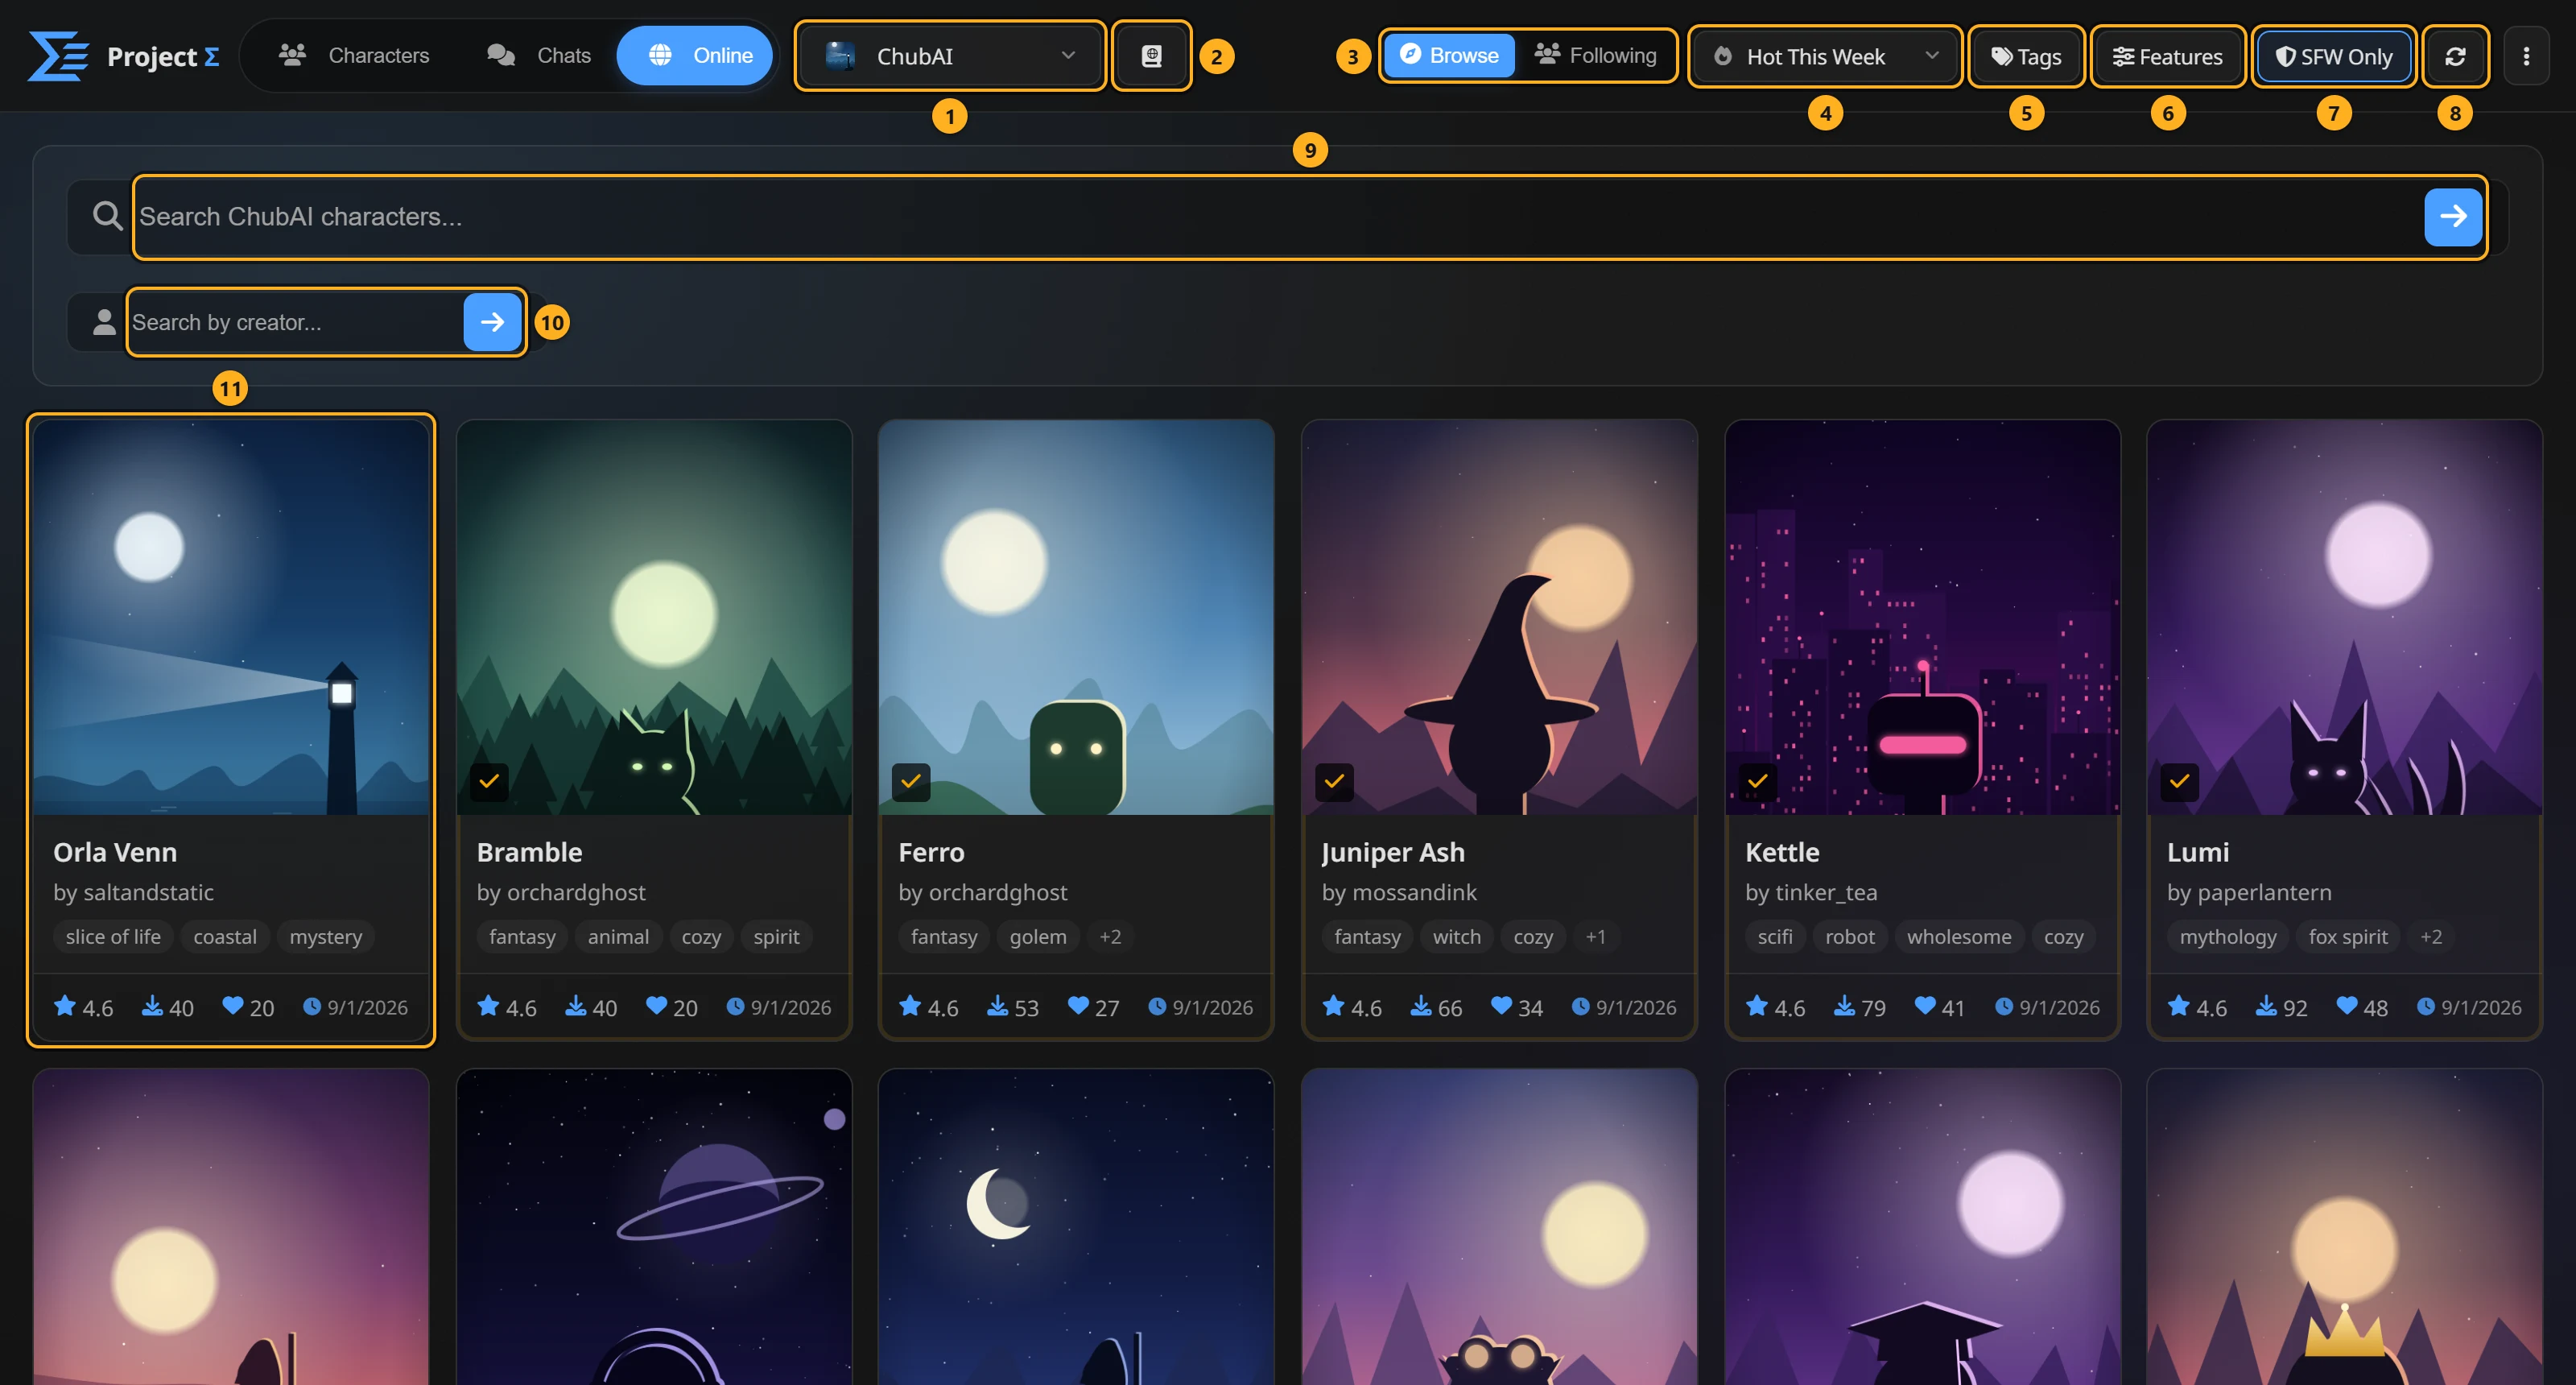 Project Σ Characters Chats Online ChubAI 2 3 Browse Following Hot This Week Tags Features SFW Only
1 4 5 6 7 8
9
Search ChubAI characters...
Search by creator... 10
11
Orla Venn
by saltandstatic
slice of life coastal mystery
4.6 40 20 9/1/2026
Bramble
by orchardghost
fantasy animal cozy spirit
4.6 40 20 9/1/2026
Ferro
by orchardghost
fantasy golem +2
4.6 53 27 9/1/2026
Juniper Ash
by mossandink
fantasy witch cozy +1
4.6 66 34 9/1/2026
Kettle
by tinker_tea
scifi robot wholesome cozy
4.6 79 41 9/1/2026
Lumi
by paperlantern
mythology fox spirit +2
4.6 92 48 9/1/2026